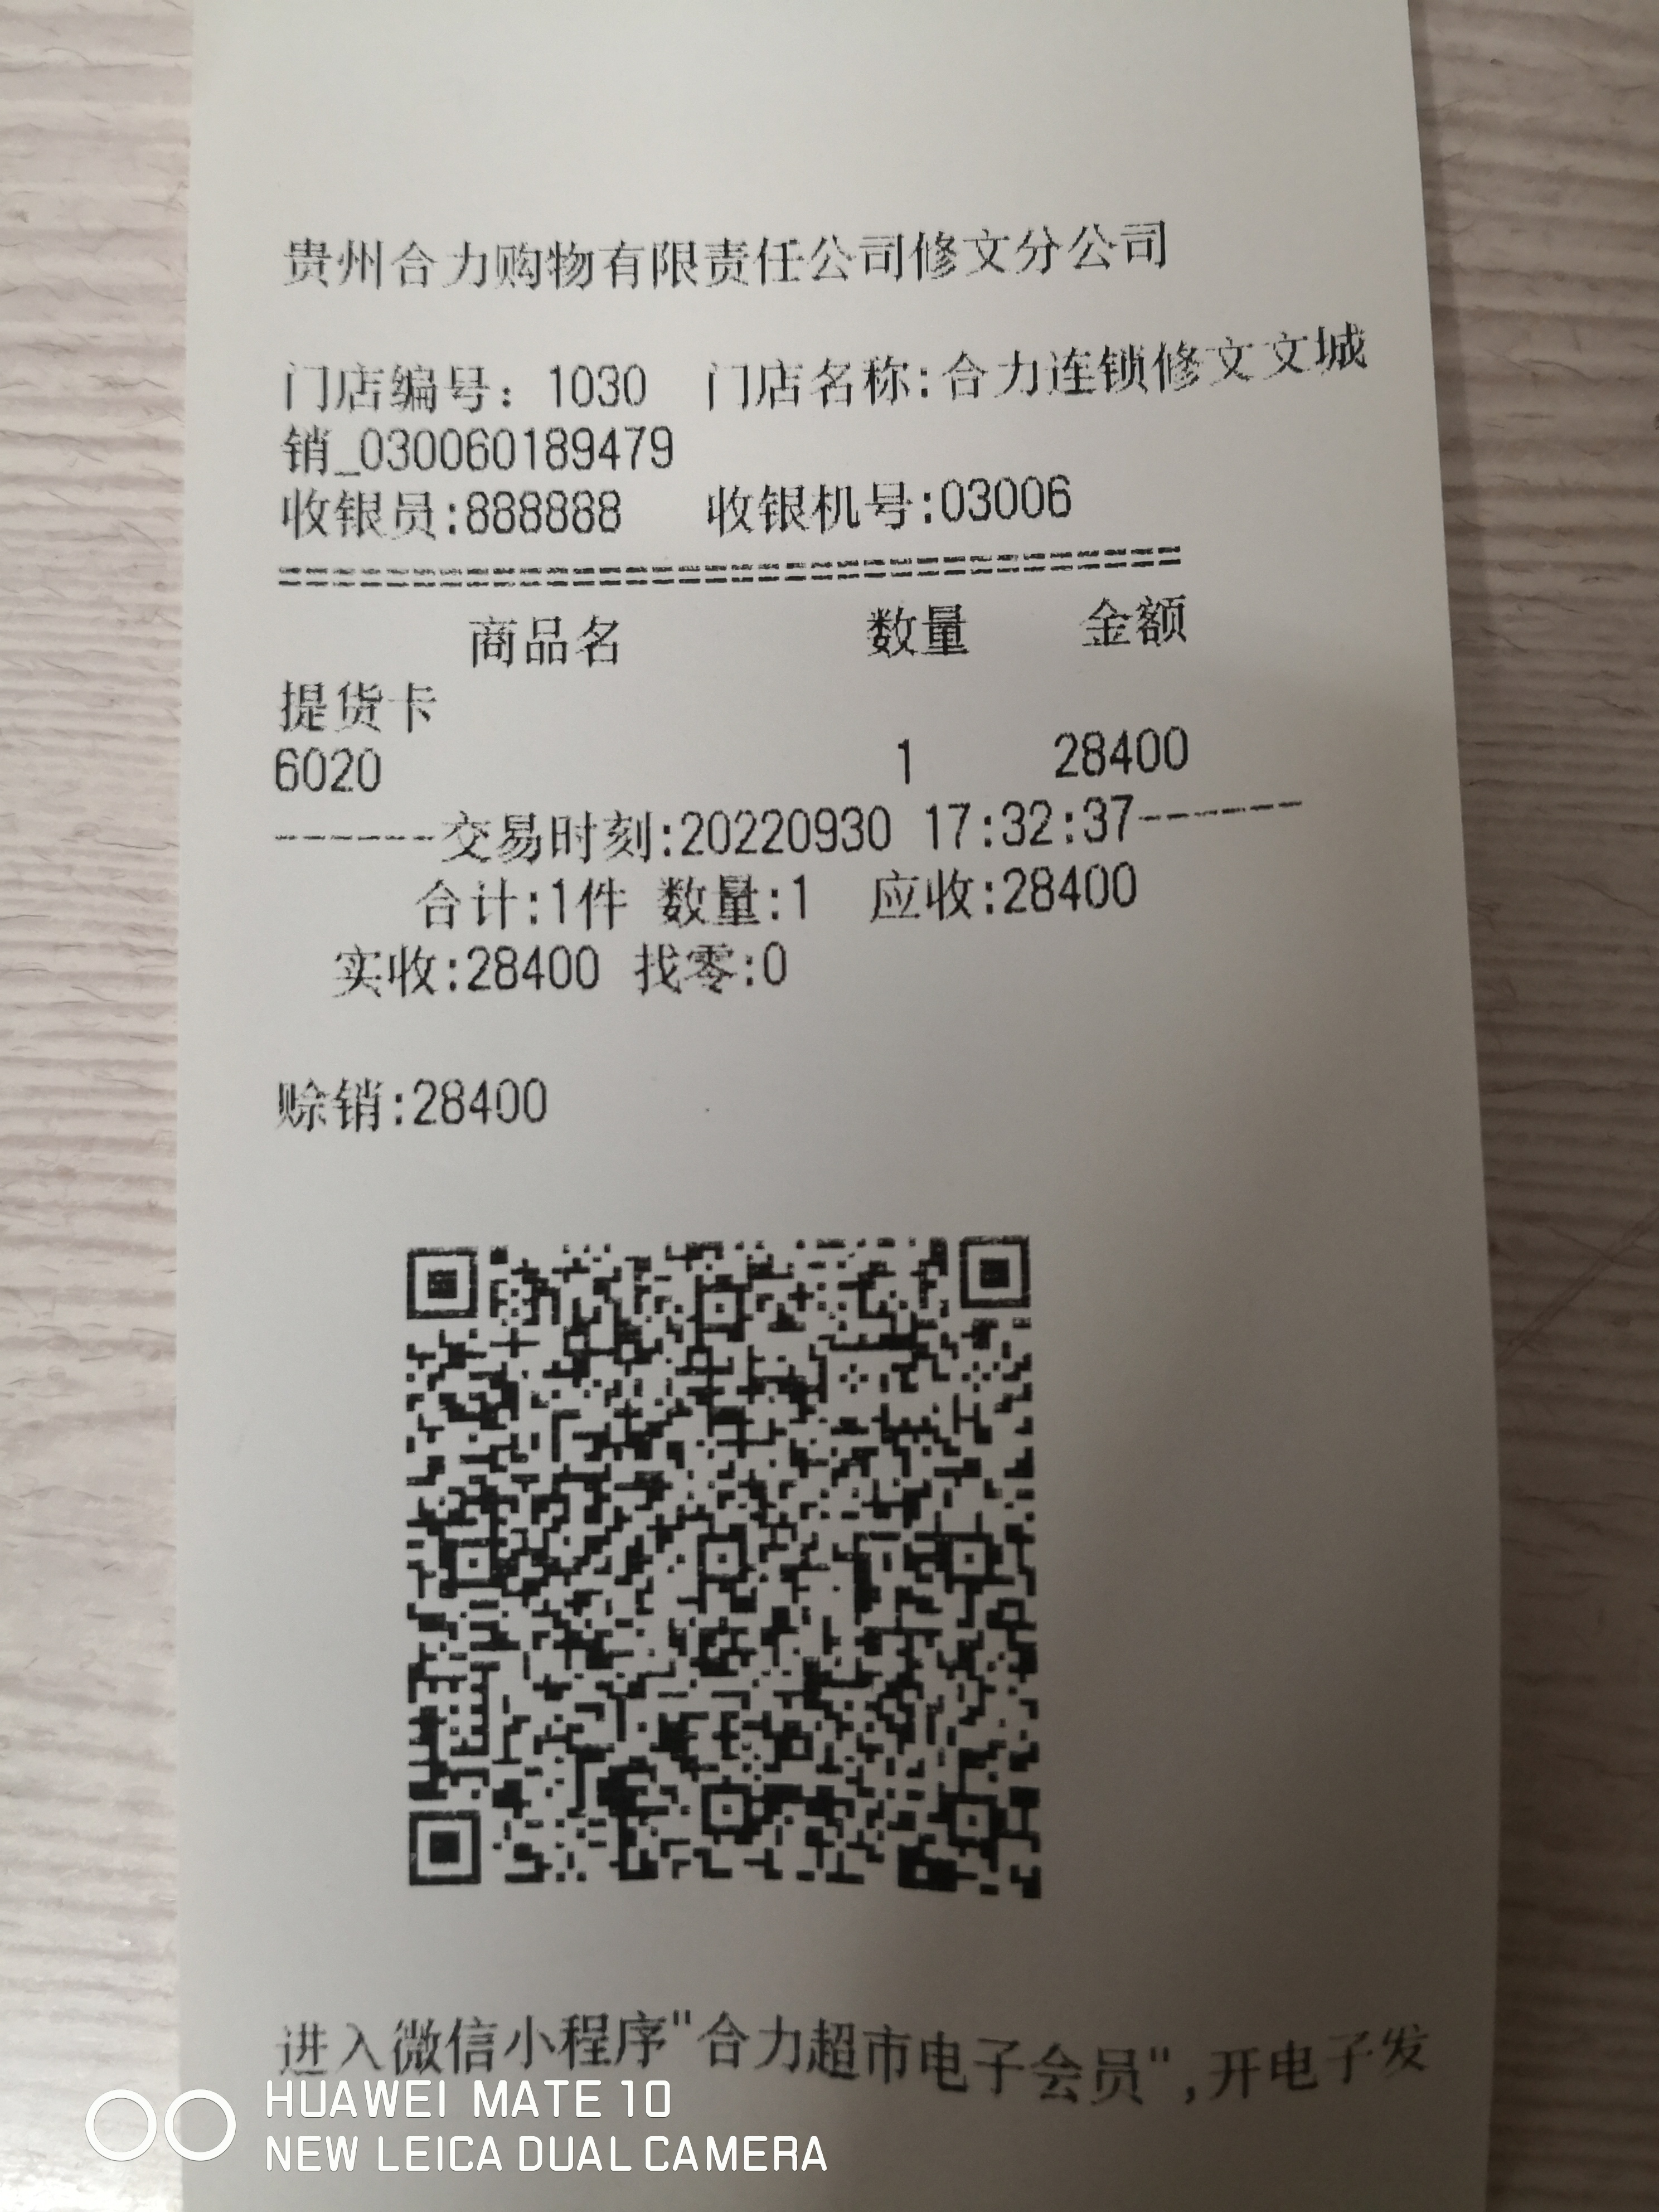 贵州合力购物有限责任公司修文分公司
门店编号：1030 门店名称:合力连锁修文文城
销_030060189479
收银员:888888 收银机号:03006
==================================
商品名 数量 金额
提货卡
6020 1 28400
------交易时刻:20220930 17:32:37------
合计:1件 数量:1 应收:28400
实收:28400 找零:0
赊销:28400
进入微信小程序"合力超市电子会员",开电子发
HUAWEI MATE 10
NEW LEICA DUAL CAMERA